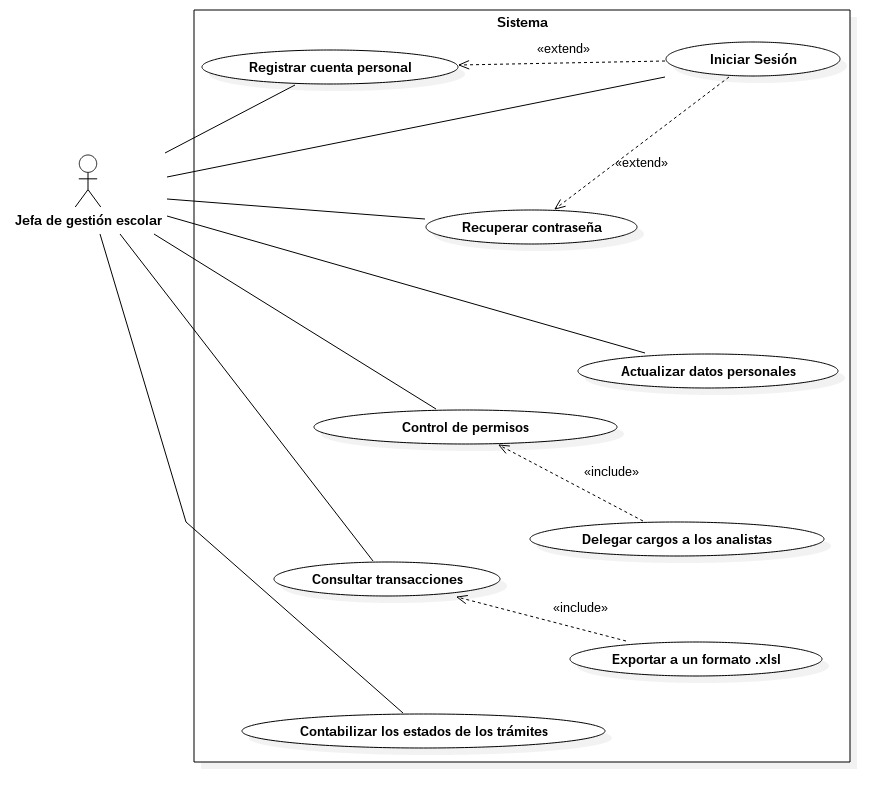 Sistema
«extend»
Iniciar Sesión
Registrar cuenta personal
«extend»
Jefa de gestión escolar
Recuperar contraseña
Actualizar datos personales
Control de permisos
«include»
Delegar cargos a los analistas
Consultar transacciones
«include»
Exportar a un formato .xlsl
Contabilizar los estados de los trámites